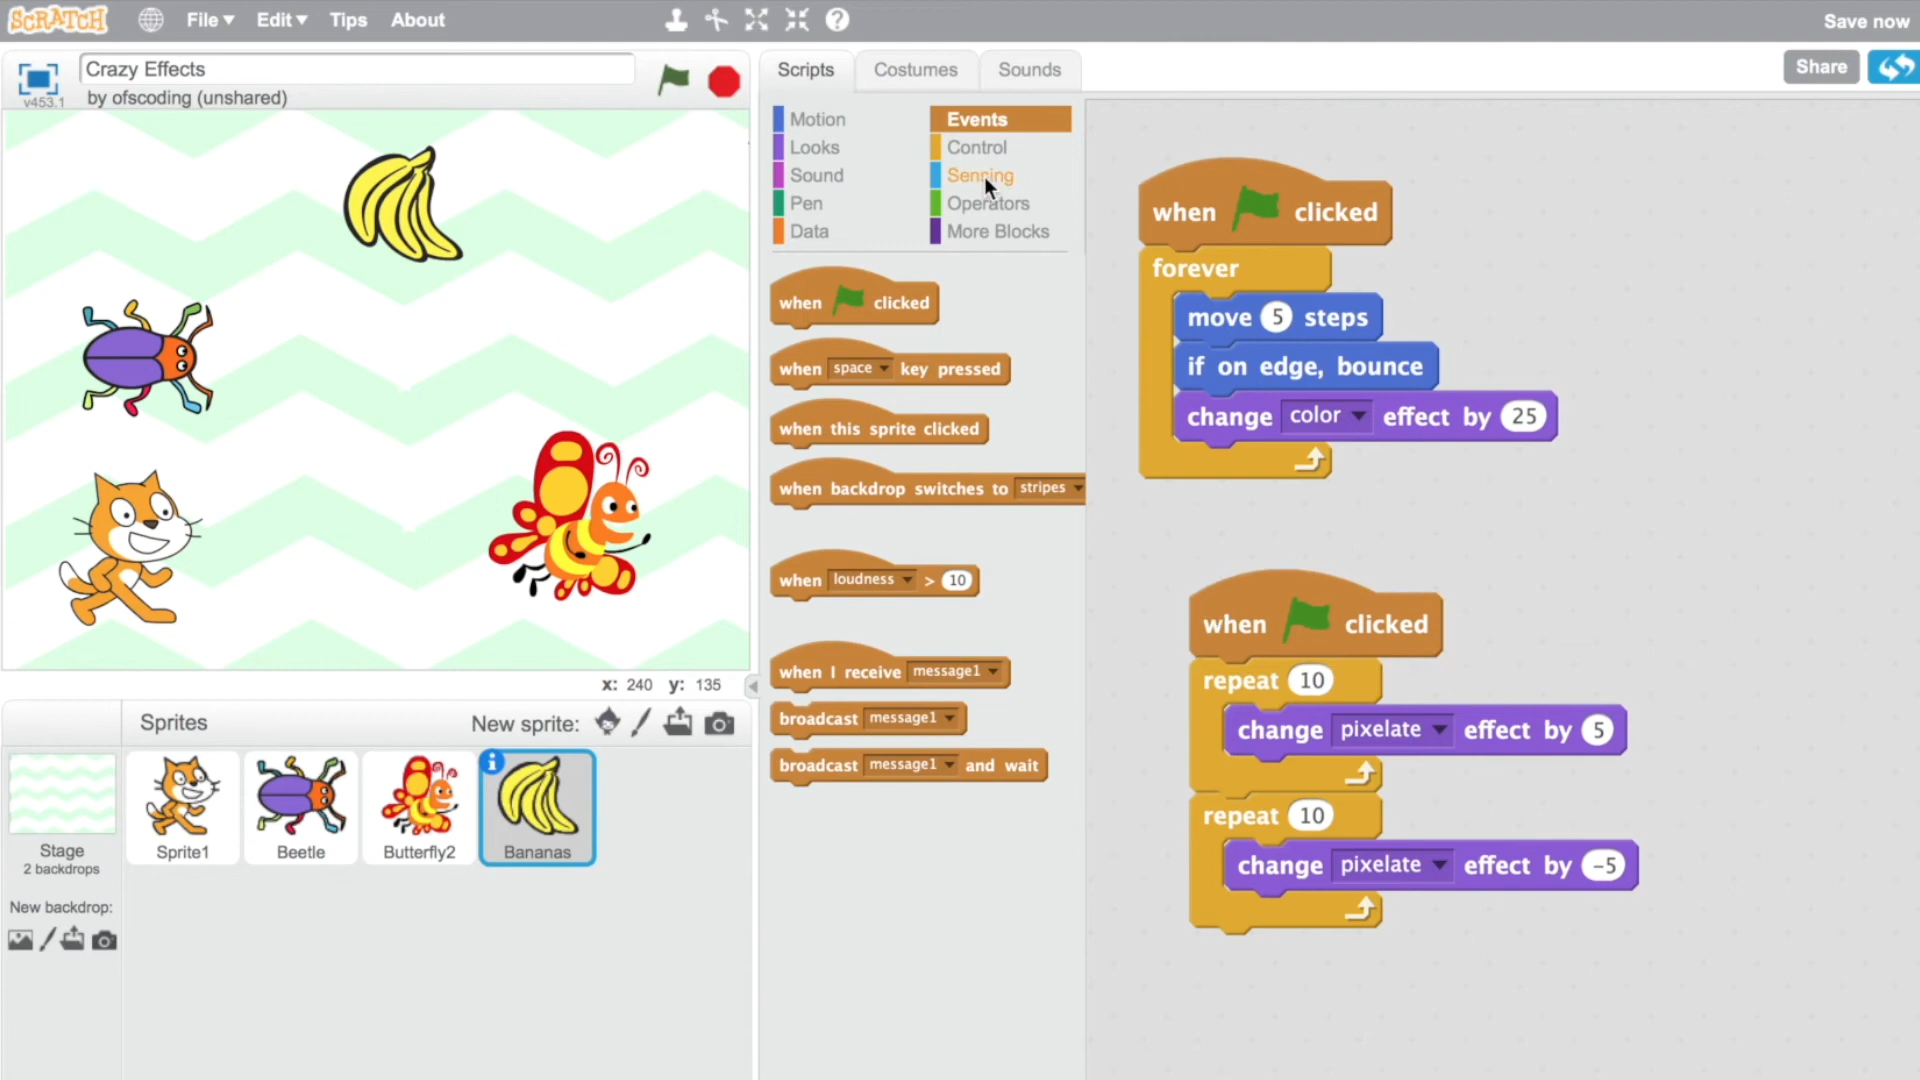 SCRATCH
File Edit Tips About
Save now
v453.1
Crazy Effects
by ofscoding (unshared)
Scripts Costumes Sounds
Share
Motion
Looks
Sound
Pen
Data
Events
Control
Sensing
Operators
More Blocks
when clicked
when space key pressed
when this sprite clicked
when backdrop switches to stripes
when loudness > 10
when I receive message1
broadcast message1
broadcast message1 and wait
when clicked
forever
move 5 steps
if on edge, bounce
change color effect by 25
when clicked
repeat 10
change pixelate effect by 5
repeat 10
change pixelate effect by -5
x: 240 y: 135
Sprites
New sprite:
Stage
2 backdrops
New backdrop:
Sprite1
Beetle
Butterfly2
Bananas